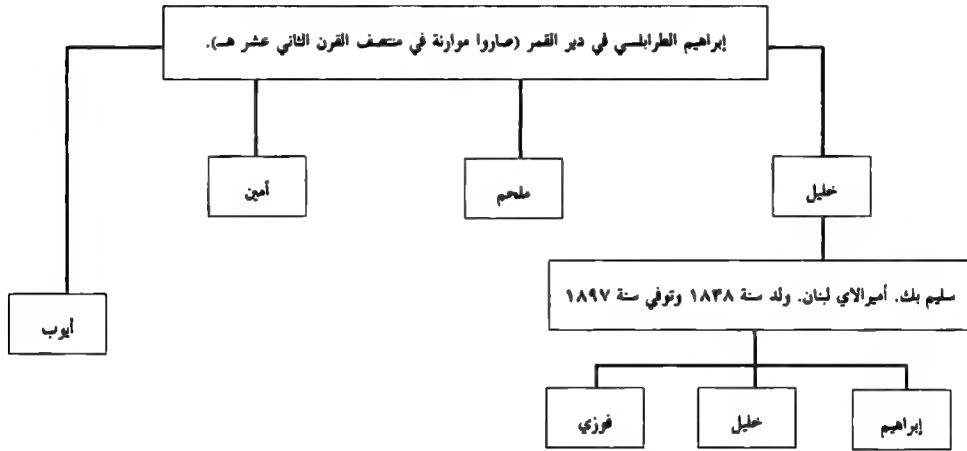 إبراهيم الطرابلسي في دير القمر (صاروا موارنة في منتصف القرن الثاني عشر هـ).
خليل
ملحم
أمين
أيوب
سليم بك. أميرالاي لبنان. ولد سنة ١٨٣٨ وتوفي سنة ١٨٩٧
إبراهيم
خليل
فوزي